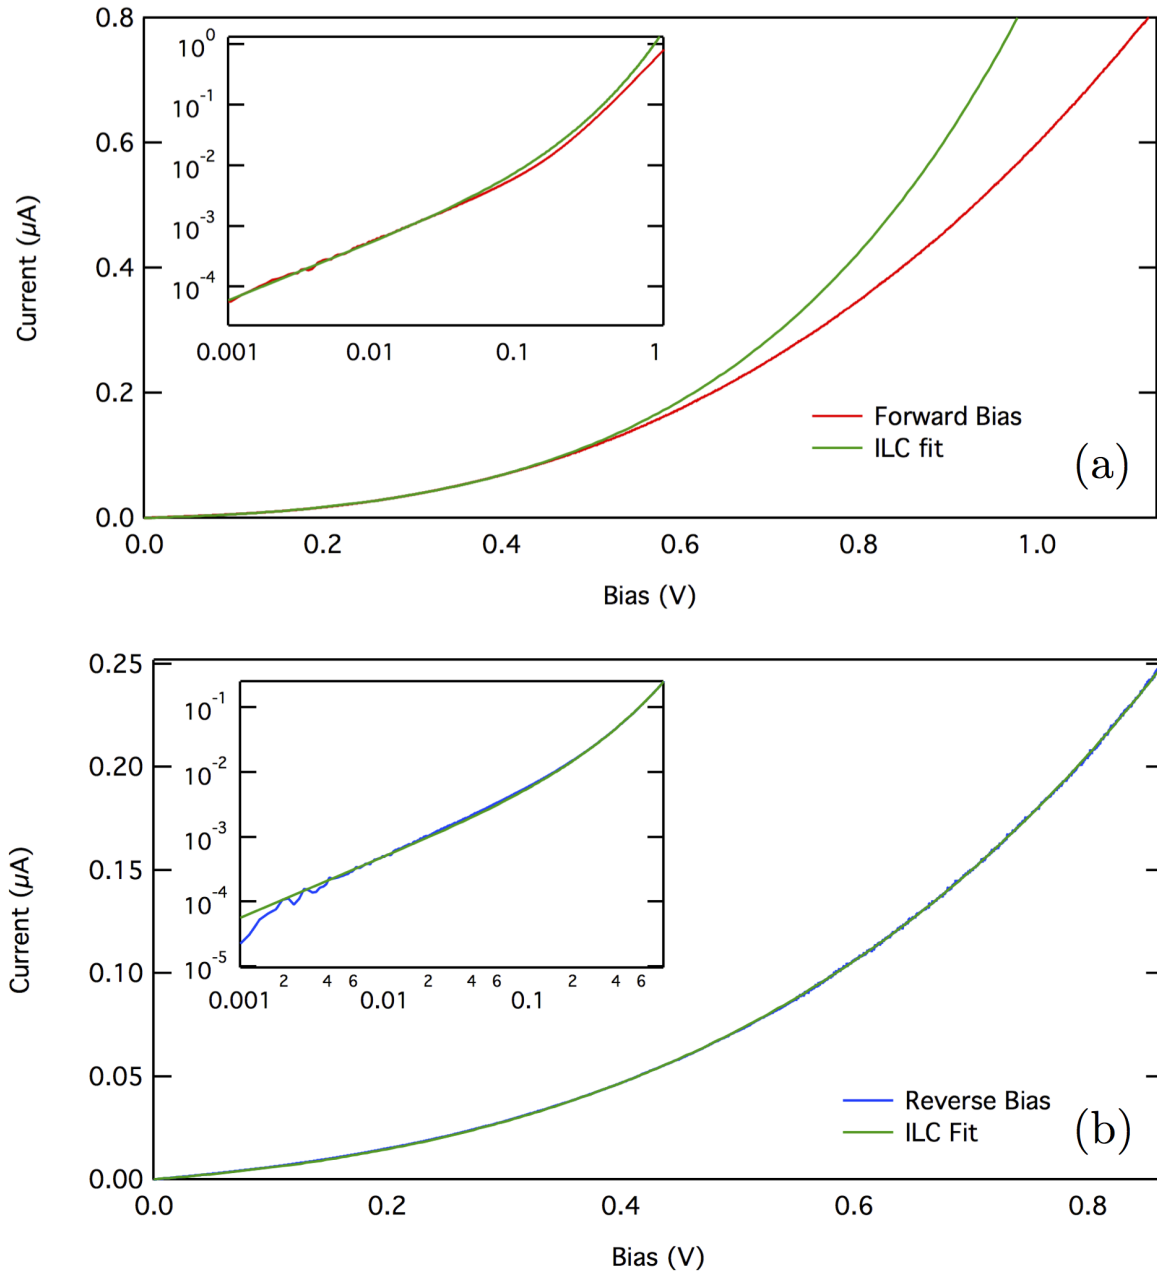 0.8
0.6
0.4
0.2
0.0
Current (μA)
10^0
10^-1
10^-2
10^-3
10^-4
0.001 0.01 0.1 1
Forward Bias
ILC fit
(a)
0.0 0.2 0.4 0.6 0.8 1.0
Bias (V)
0.25
0.20
0.15
0.10
0.05
0.00
Current (μA)
10^-1
10^-2
10^-3
10^-4
10^-5
2 4 6 2 4 6 2 4 6
0.001 0.01 0.1
Reverse Bias
ILC Fit
(b)
0.0 0.2 0.4 0.6 0.8
Bias (V)